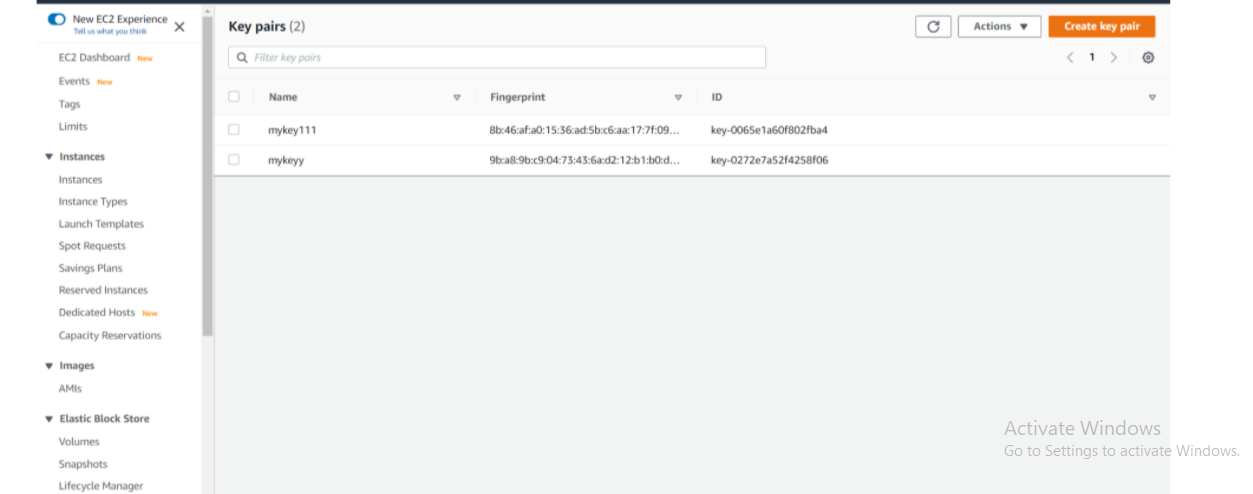 New EC2 Experience
Tell us what you think
EC2 Dashboard New
Events New
Tags
Limits
Instances
Instances
Instance Types
Launch Templates
Spot Requests
Savings Plans
Reserved Instances
Dedicated Hosts New
Capacity Reservations
Images
AMIs
Elastic Block Store
Volumes
Snapshots
Lifecycle Manager
Key pairs (2)
Actions
Create key pair
Filter key pairs
1
Name Fingerprint ID
mykey111 8b:46:af:a0:15:36:ad:5b:c6:aa:17:7f:09... key-0065e1a60f802fba4
mykeyy 9b:a8:9b:c9:04:73:43:6a:d2:12:b1:b0:d... key-0272e7a52f4258f06
Activate Windows
Go to Settings to activate Windows.